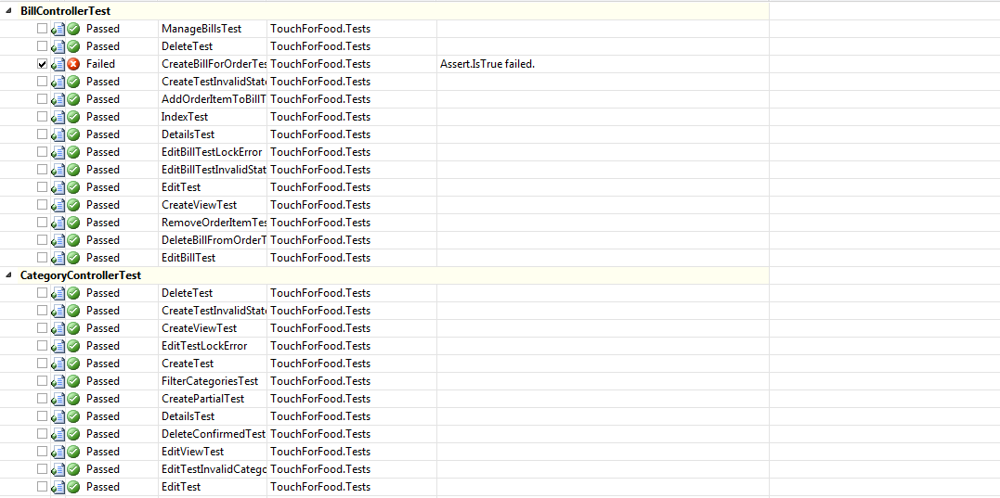 BillControllerTest
Passed ManageBillsTest TouchForFood.Tests
Passed DeleteTest TouchForFood.Tests
Failed CreateBillForOrderTes TouchForFood.Tests Assert.IsTrue failed.
Passed CreateTestInvalidState TouchForFood.Tests
Passed AddOrderItemToBillT TouchForFood.Tests
Passed IndexTest TouchForFood.Tests
Passed DetailsTest TouchForFood.Tests
Passed EditBillTestLockError TouchForFood.Tests
Passed EditBillTestInvalidStat TouchForFood.Tests
Passed EditTest TouchForFood.Tests
Passed CreateViewTest TouchForFood.Tests
Passed RemoveOrderItemTes TouchForFood.Tests
Passed DeleteBillFromOrderT TouchForFood.Tests
Passed EditBillTest TouchForFood.Tests
CategoryControllerTest
Passed DeleteTest TouchForFood.Tests
Passed CreateTestInvalidState TouchForFood.Tests
Passed CreateViewTest TouchForFood.Tests
Passed EditTestLockError TouchForFood.Tests
Passed CreateTest TouchForFood.Tests
Passed FilterCategoriesTest TouchForFood.Tests
Passed CreatePartialTest TouchForFood.Tests
Passed DetailsTest TouchForFood.Tests
Passed DeleteConfirmedTest TouchForFood.Tests
Passed EditViewTest TouchForFood.Tests
Passed EditTestInvalidCatego TouchForFood.Tests
Passed EditTest TouchForFood.Tests